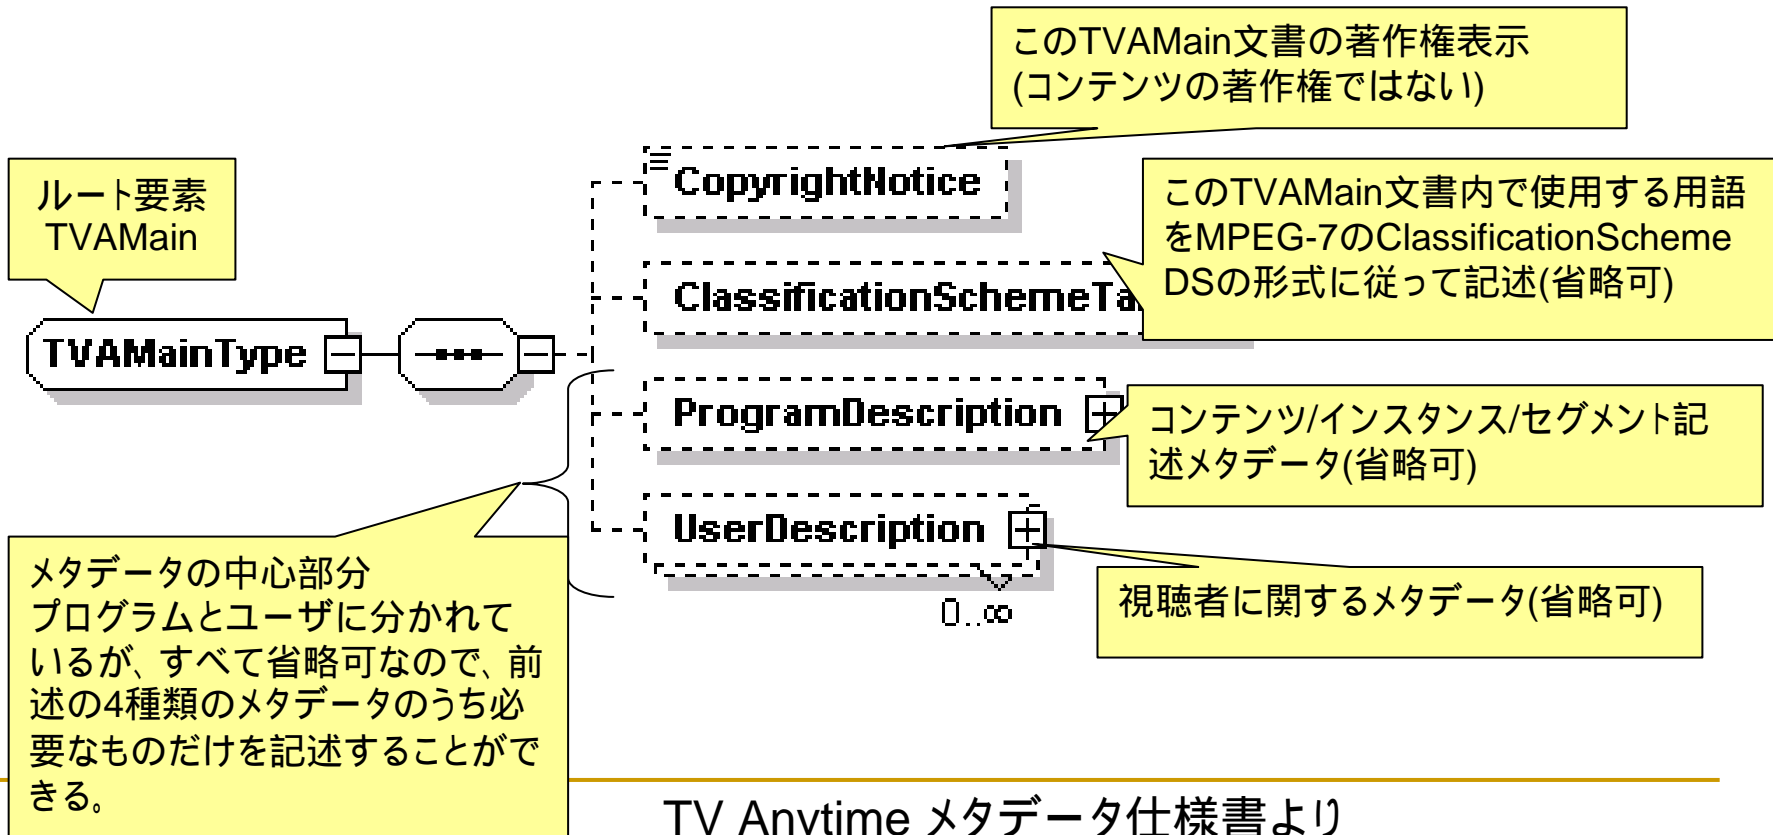 このTVAMain文書の著作権表示
(コンテンツの著作権ではない)
ルート要素
TVAMain
CopyrightNotice
このTVAMain文書内で使用する用語
をMPEG-7のClassificationScheme
DSの形式に従って記述(省略可)
ClassificationSchemeTa
TVAMainType
ProgramDescription
コンテンツ/インスタンス/セグメント記
述メタデータ(省略可)
UserDescription
0..∞
視聴者に関するメタデータ(省略可)
メタデータの中心部分
プログラムとユーザに分かれて
いるが、すべて省略可なので、前
述の4種類のメタデータのうち必
要なものだけを記述することがで
きる。
TV Anytime メタデータ仕様書より